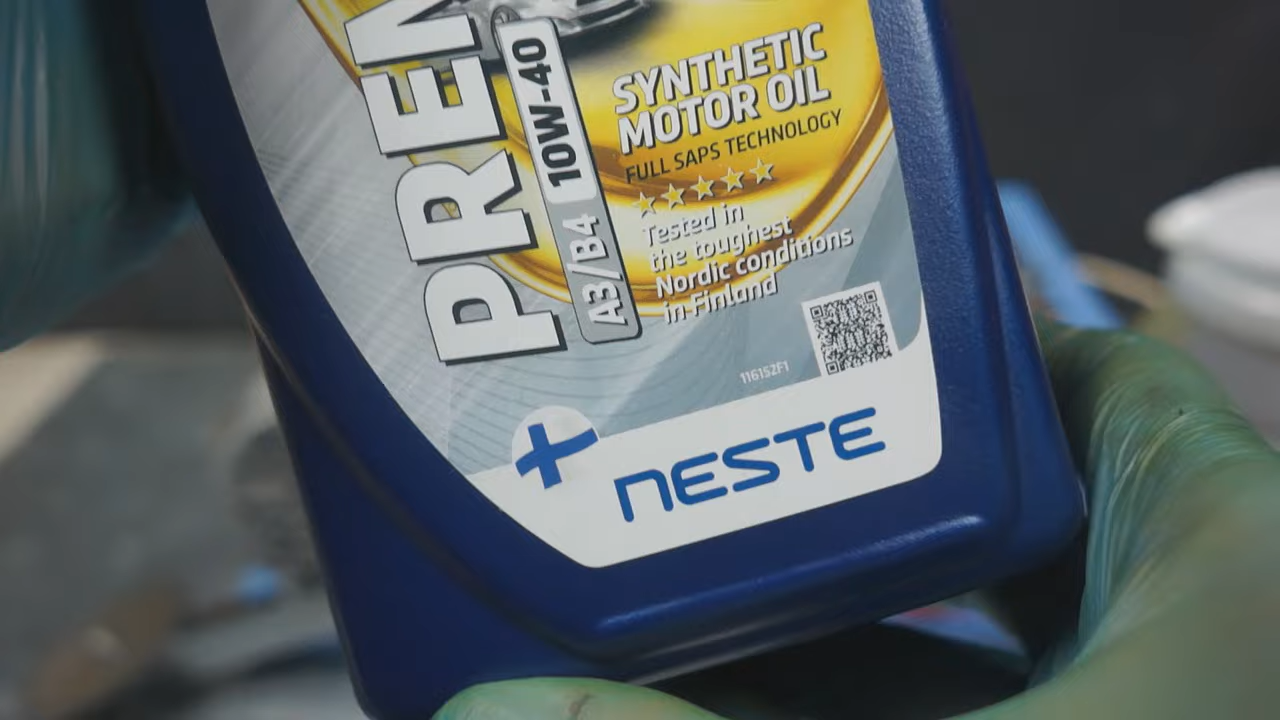 PREM
10W-40
A3/B4
SYNTHETIC
MOTOR OIL
FULL SAPS TECHNOLOGY
Tested in
the toughest
Nordic conditions
in Finland
116152F1
NESTE